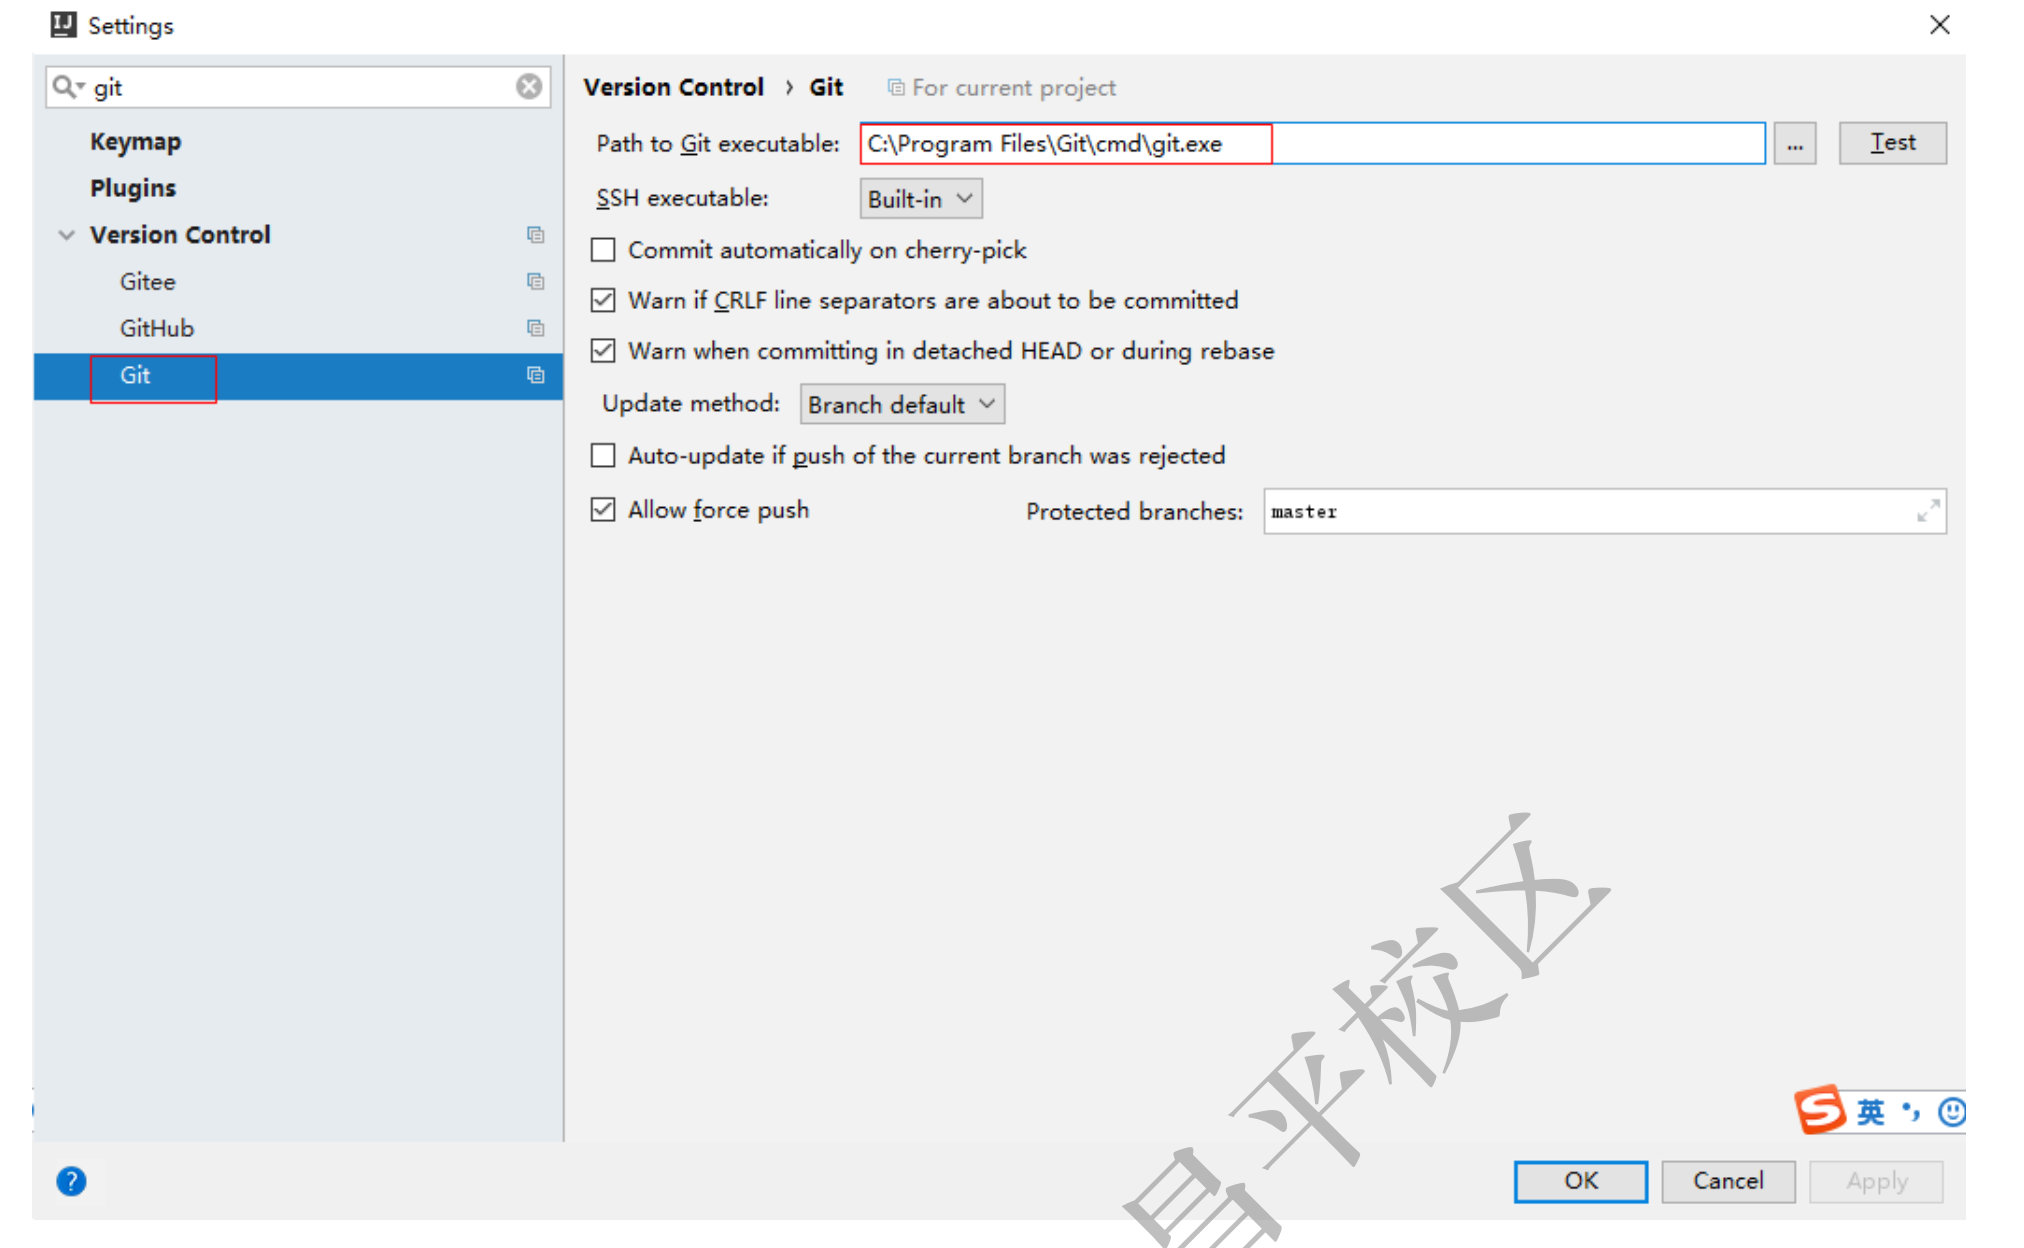 Settings
git
Keymap
Plugins
Version Control
Gitee
GitHub
Git
Version Control › Git For current project
Path to Git executable: C:\Program Files\Git\cmd\git.exe ... Test
SSH executable: Built-in
Commit automatically on cherry-pick
Warn if CRLF line separators are about to be committed
Warn when committing in detached HEAD or during rebase
Update method: Branch default
Auto-update if push of the current branch was rejected
Allow force push Protected branches: master
昌平校区
S 英 •,
? OK Cancel Apply